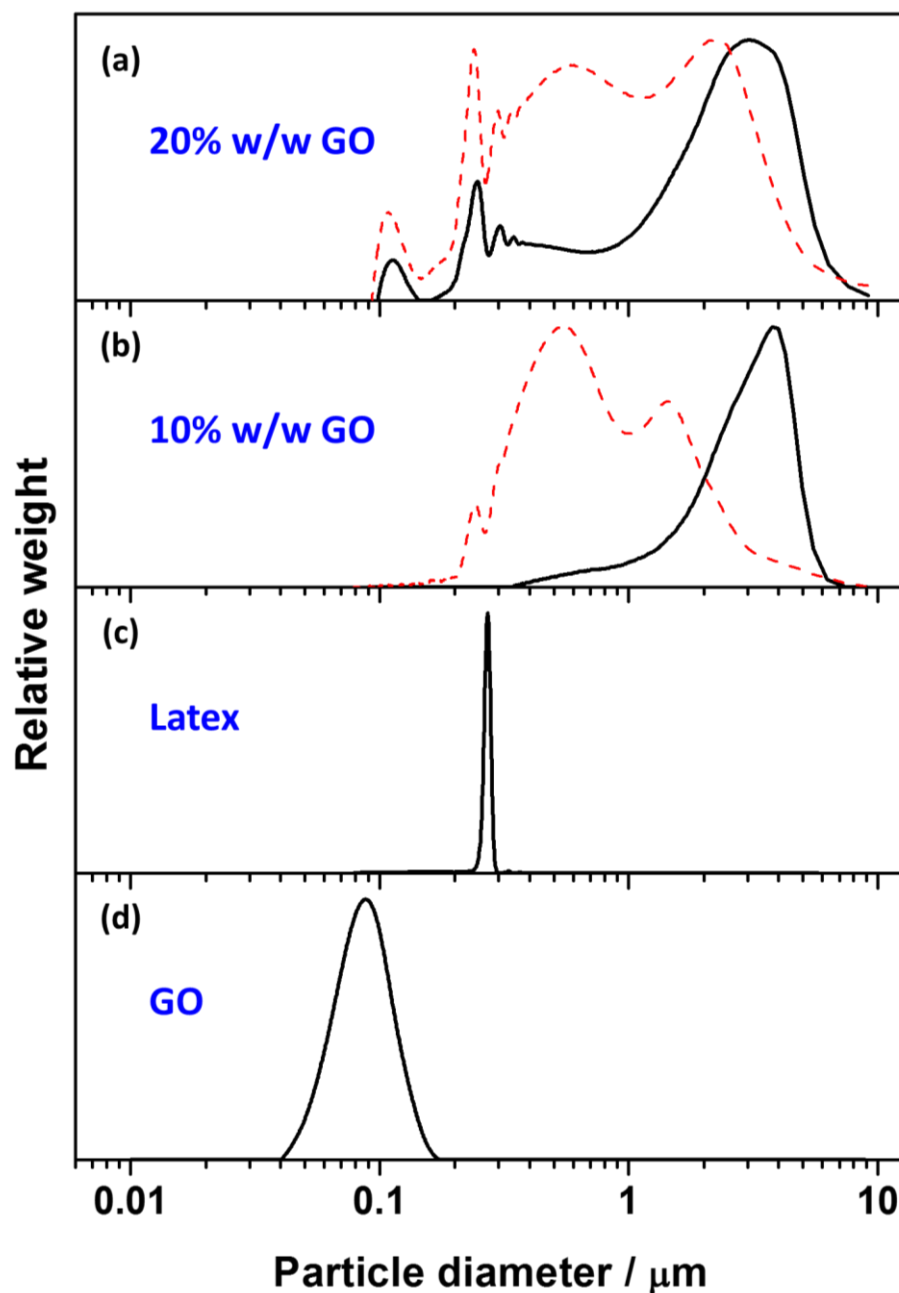 (a)
20% w/w GO
(b)
10% w/w GO
(c)
Latex
(d)
GO
0.01 0.1 1 10
Particle diameter / μm
Relative weight